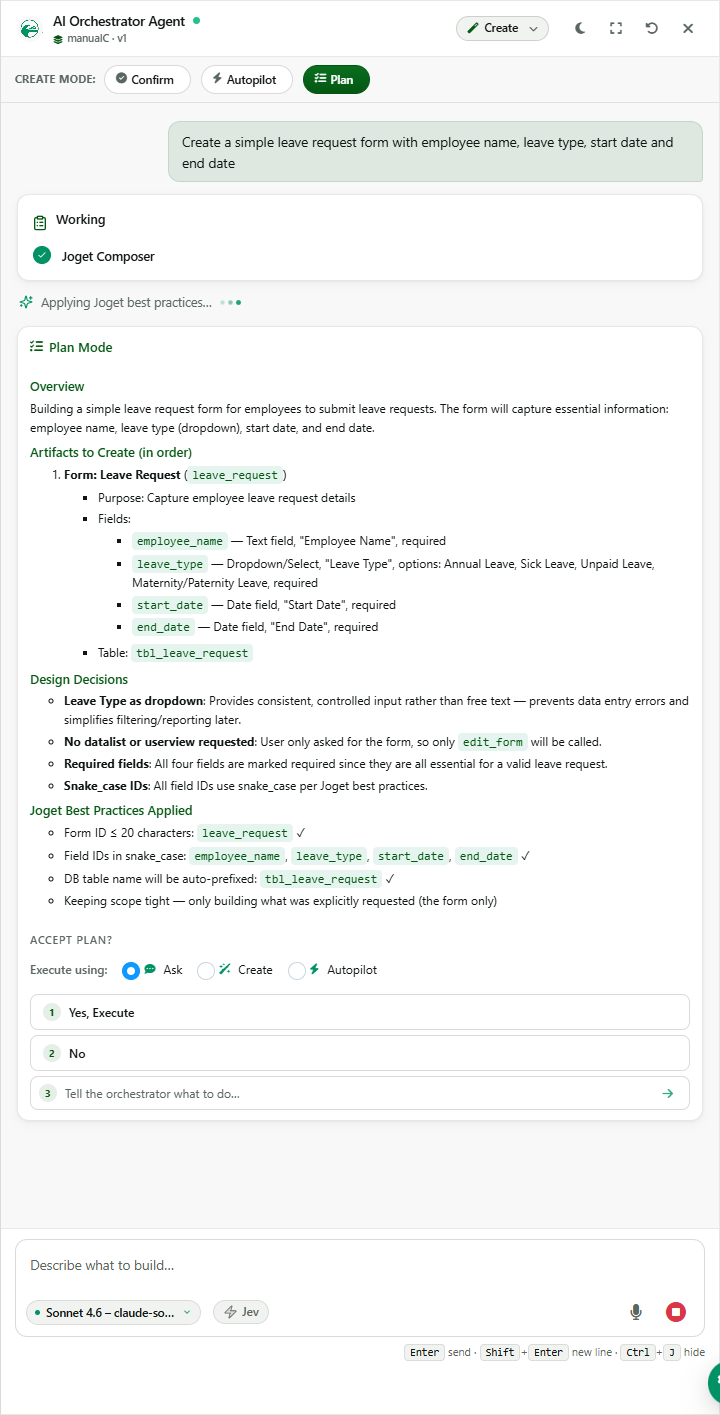 AI Orchestrator Agent
manualC · v1
Create
CREATE MODE:
Confirm
Autopilot
Plan
Create a simple leave request form with employee name, leave type, start date and
end date
Working
Joget Composer
Applying Joget best practices...
Plan Mode
Overview
Building a simple leave request form for employees to submit leave requests. The form will capture essential information:
employee name, leave type (dropdown), start date, and end date.
Artifacts to Create (in order)
1. Form: Leave Request (leave_request)
Purpose: Capture employee leave request details
Fields:
employee_name — Text field, "Employee Name", required
leave_type — Dropdown/Select, "Leave Type", options: Annual Leave, Sick Leave, Unpaid Leave,
Maternity/Paternity Leave, required
start_date — Date field, "Start Date", required
end_date — Date field, "End Date", required
Table: tbl_leave_request
Design Decisions
Leave Type as dropdown: Provides consistent, controlled input rather than free text — prevents data entry errors and
simplifies filtering/reporting later.
No datalist or userview requested: User only asked for the form, so only edit_form will be called.
Required fields: All four fields are marked required since they are all essential for a valid leave request.
Snake_case IDs: All field IDs use snake_case per Joget best practices.
Joget Best Practices Applied
Form ID ≤ 20 characters: leave_request ✓
Field IDs in snake_case: employee_name, leave_type, start_date, end_date ✓
DB table name will be auto-prefixed: tbl_leave_request ✓
Keeping scope tight — only building what was explicitly requested (the form only)
ACCEPT PLAN?
Execute using:
Ask
Create
Autopilot
1 Yes, Execute
2 No
3 Tell the orchestrator what to do...
Describe what to build...
Sonnet 4.6 – claude-so...
Jev
Enter send · Shift+Enter new line · Ctrl+J hide